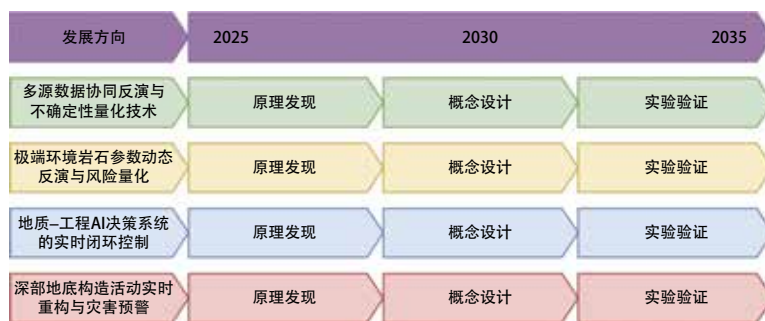 发展方向 2025 2030 2035
多源数据协同反演与
不确定性量化技术
原理发现 概念设计 实验验证
极端环境岩石参数动态
反演与风险量化
原理发现 概念设计 实验验证
地质–工程AI决策系统
的实时闭环控制
原理发现 概念设计 实验验证
深部地底构造活动实时
重构与灾害预警
原理发现 概念设计 实验验证